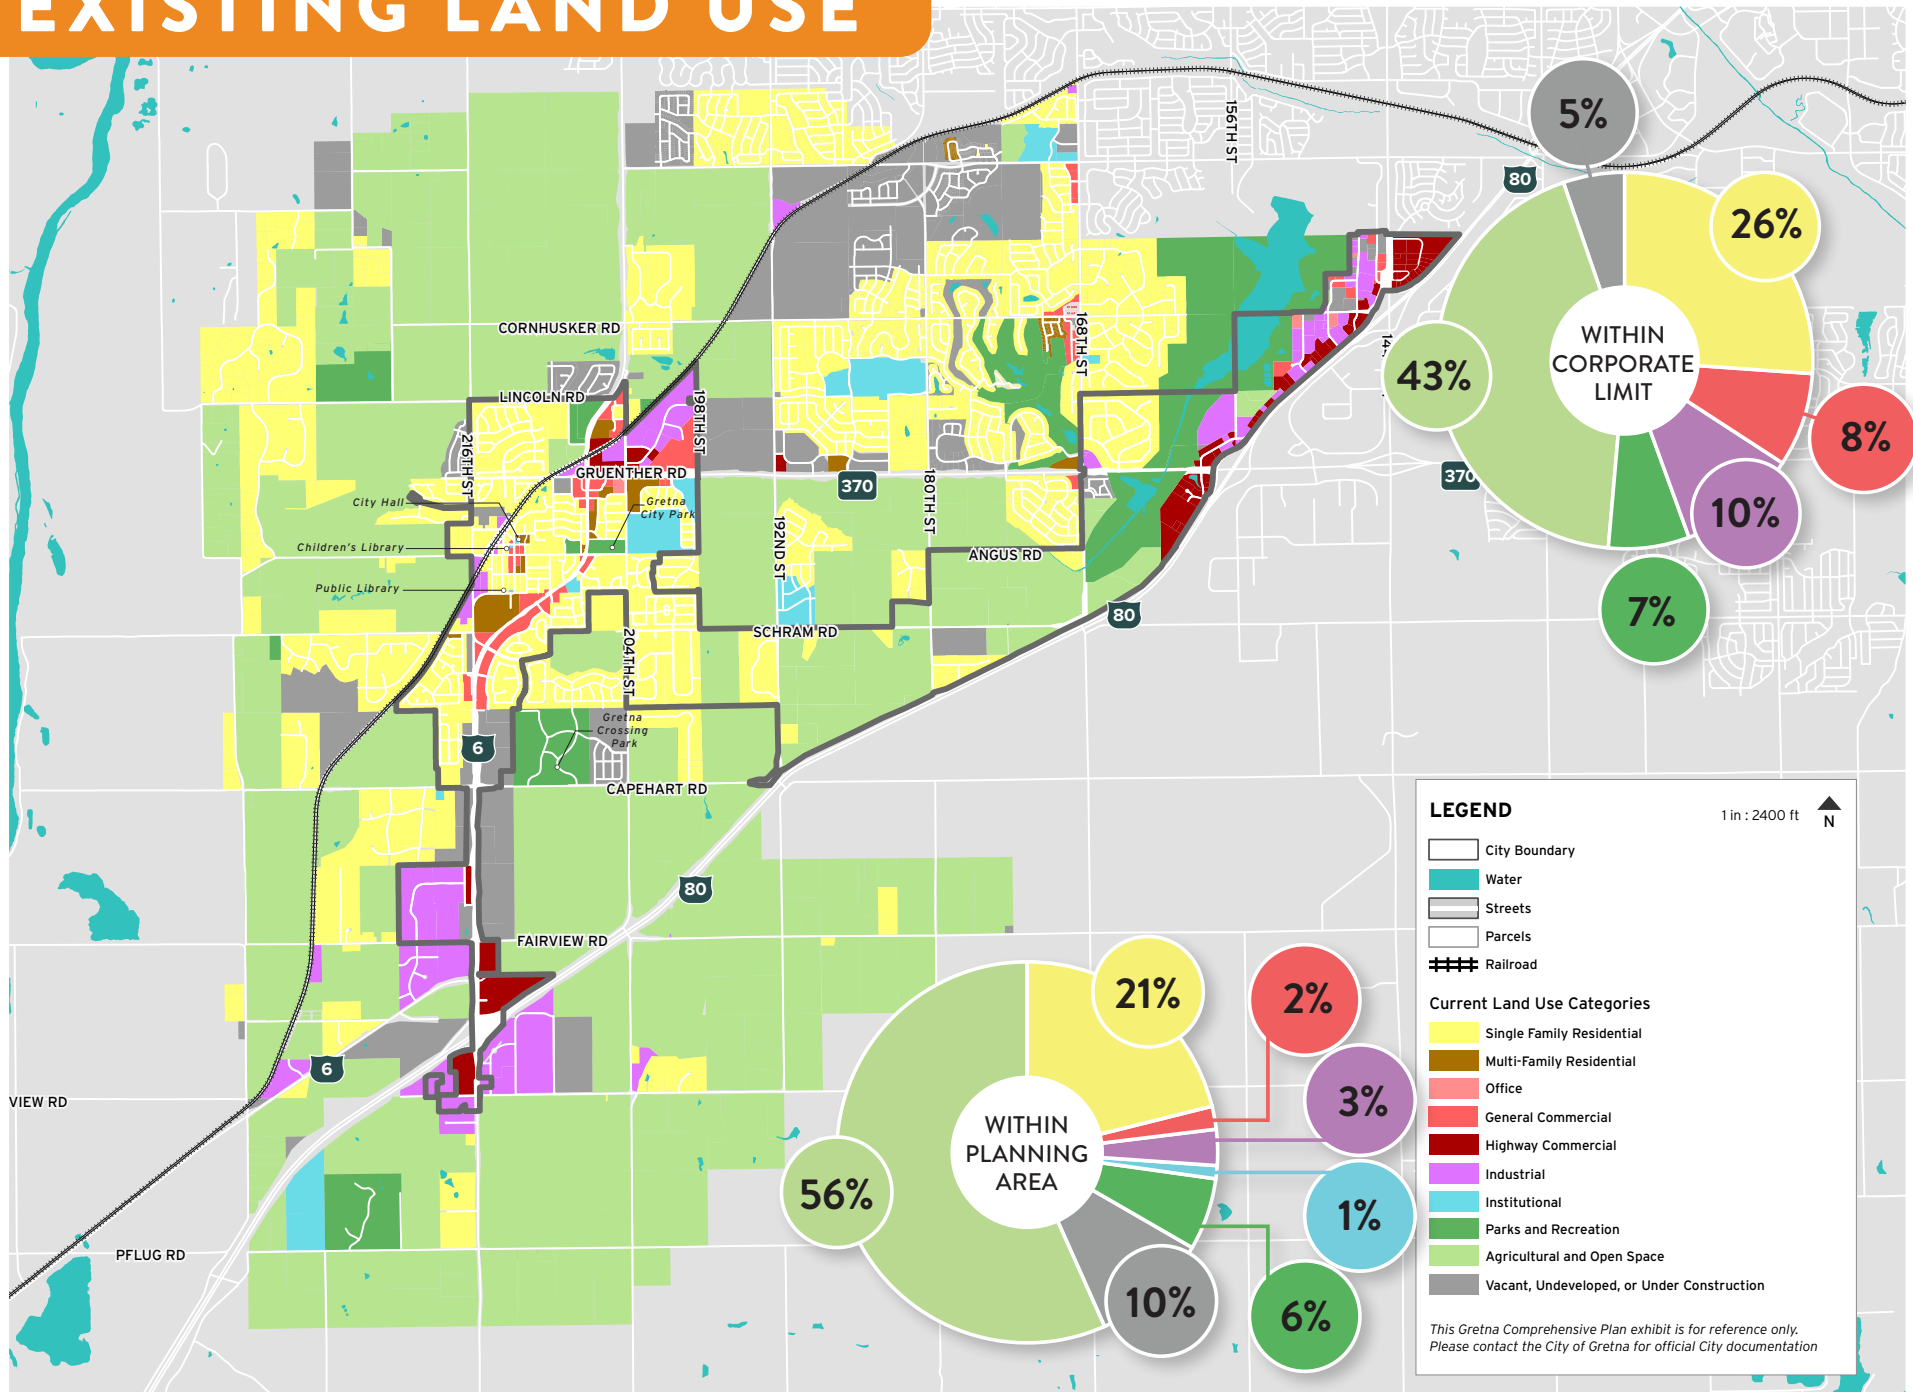 EXISTING LAND USE
156TH ST
80
5%
26%
WITHIN
CORPORATE
LIMIT
43%
8%
10%
7%
CORNHUSKER RD
168TH ST
LINCOLN RD
198TH ST
216TH ST
GRUENTHER RD
370
370
180TH ST
City Hall
Gretna
City Park
192ND ST
Children's Library
ANGUS RD
Public Library
80
SCHRAM RD
204TH ST
Gretna
Crossing
Park
6
CAPEHART RD
80
FAIRVIEW RD
6
VIEW RD
PFLUG RD
21%
2%
3%
WITHIN
PLANNING
AREA
56%
1%
10%
6%
LEGEND
1 in : 2400 ft
N
City Boundary
Water
Streets
Parcels
Railroad
Current Land Use Categories
Single Family Residential
Multi-Family Residential
Office
General Commercial
Highway Commercial
Industrial
Institutional
Parks and Recreation
Agricultural and Open Space
Vacant, Undeveloped, or Under Construction
This Gretna Comprehensive Plan exhibit is for reference only.
Please contact the City of Gretna for official City documentation